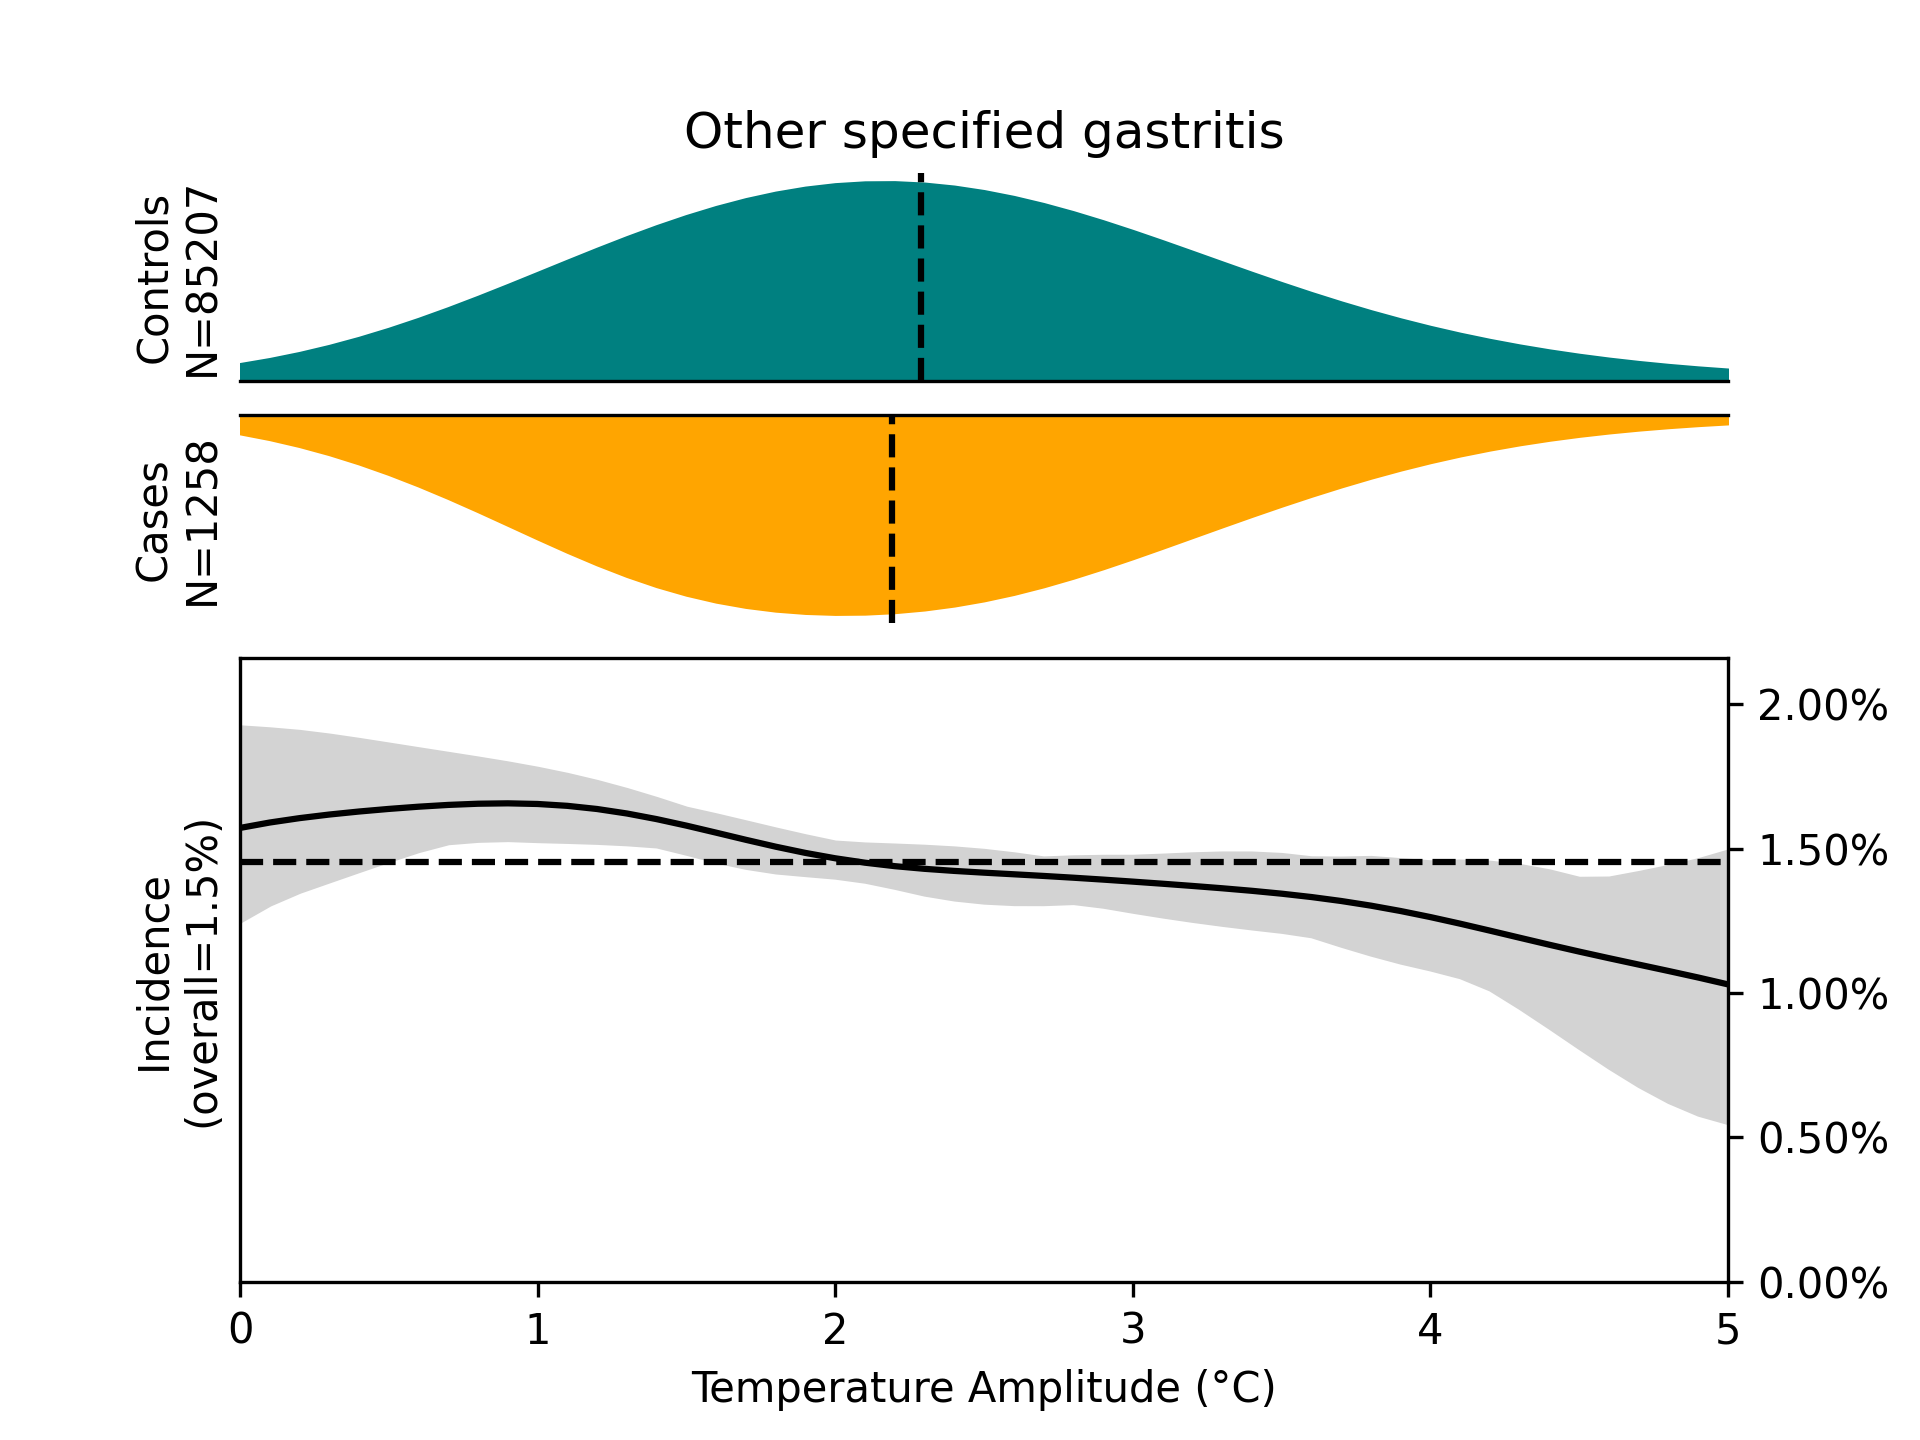 Other specified gastritis
Controls
N=85207
Cases
N=1258
Incidence
(overall=1.5%)
2.00%
1.50%
1.00%
0.50%
0.00%
0 1 2 3 4 5
Temperature Amplitude (°C)